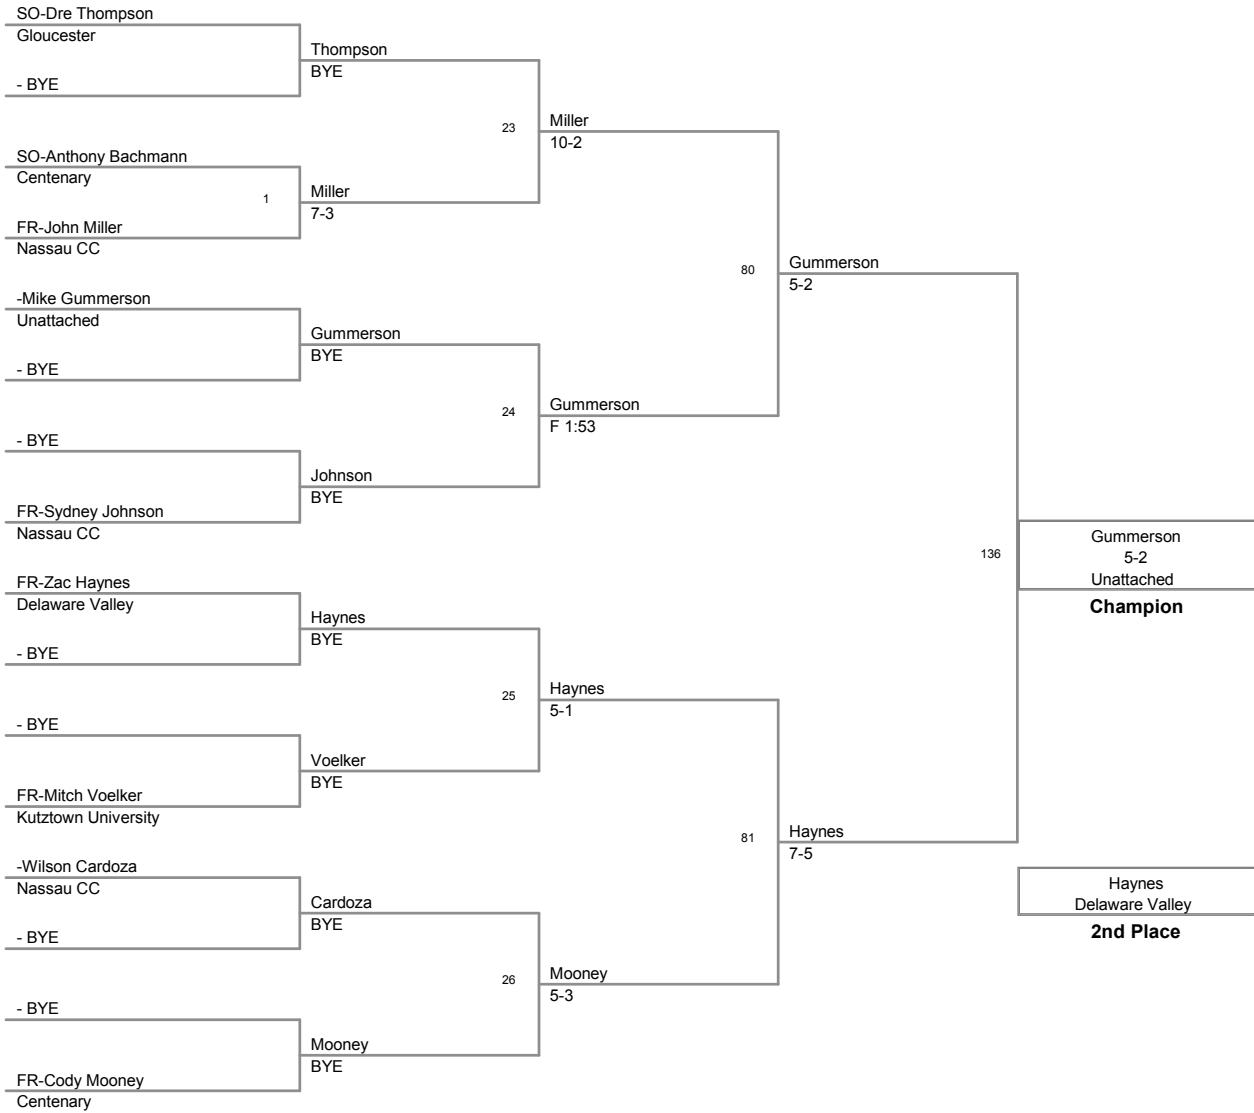 SO-Dre Thompson
Gloucester
Thompson
BYE
- BYE
23
Miller
10-2
SO-Anthony Bachmann
Centenary
1
Miller
7-3
FR-John Miller
Nassau CC
80
Gummerson
5-2
-Mike Gummerson
Unattached
Gummerson
BYE
- BYE
24
Gummerson
F 1:53
- BYE
Johnson
BYE
FR-Sydney Johnson
Nassau CC
136
Gummerson
5-2
Unattached
Champion
FR-Zac Haynes
Delaware Valley
Haynes
BYE
- BYE
25
Haynes
5-1
- BYE
Voelker
BYE
FR-Mitch Voelker
Kutztown University
81
Haynes
7-5
-Wilson Cardoza
Nassau CC
Cardoza
BYE
- BYE
Haynes
Delaware Valley
2nd Place
26
Mooney
5-3
- BYE
Mooney
BYE
FR-Cody Mooney
Centenary